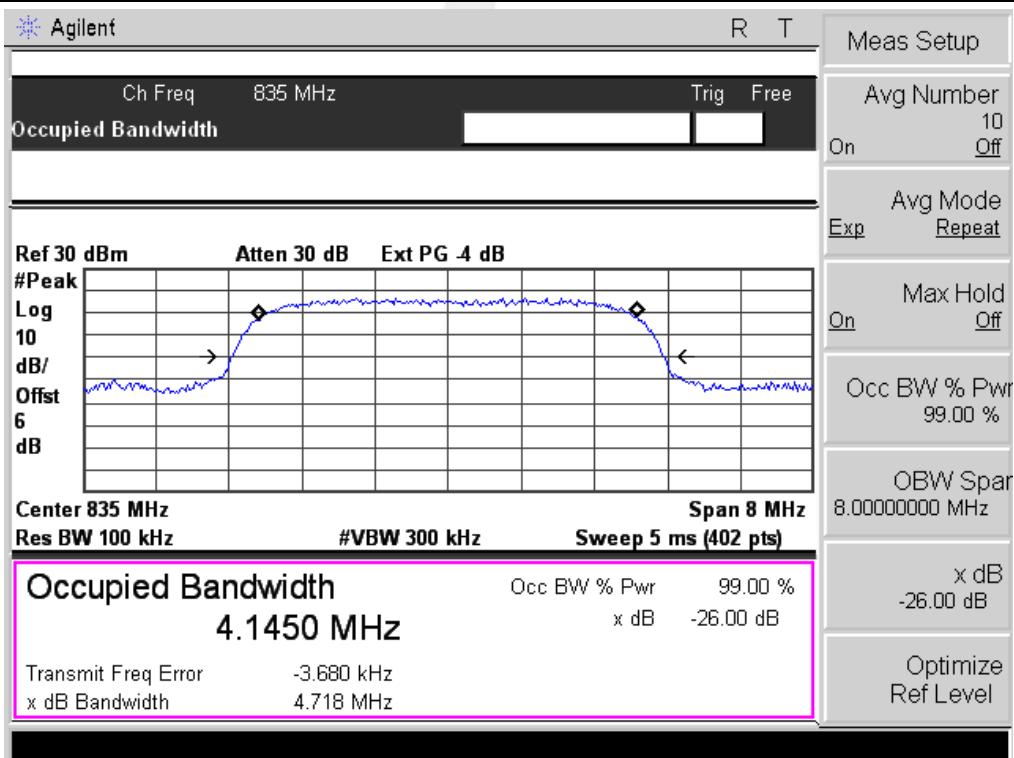 Agilent R T
Ch Freq 835 MHz Trig Free
Occupied Bandwidth
Ref 30 dBm Atten 30 dB Ext PG -4 dB
#Peak
Log
10
dB/
Offst
6
dB
Center 835 MHz Span 8 MHz
Res BW 100 kHz #VBW 300 kHz Sweep 5 ms (402 pts)
Occupied Bandwidth Occ BW % Pwr 99.00 %
4.1450 MHz x dB -26.00 dB
Transmit Freq Error -3.680 kHz
x dB Bandwidth 4.718 MHz
Meas Setup
Avg Number
10
On Off
Avg Mode
Exp Repeat
Max Hold
On Off
Occ BW % Pwr
99.00 %
OBW Span
8.00000000 MHz
x dB
-26.00 dB
Optimize
Ref Level